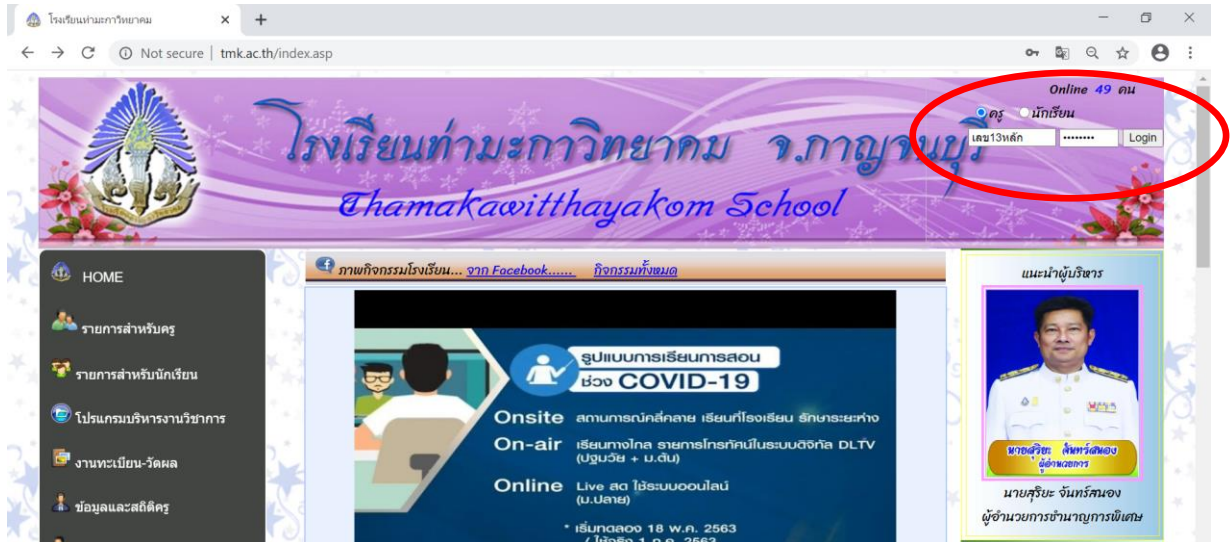 โรงเรียนท่ามะกาวิทยาคม
Not secure | tmk.ac.th/index.asp
Online 49 คน
ครู นักเรียน
เลข13หลัก •••••••• Login
โรงเรียนท่ามะกาวิทยาคม จ.กาญจนบุรี
Thamakawitthayakom School
HOME
รายการสำหรับครู
รายการสำหรับนักเรียน
โปรแกรมบริหารงานวิชาการ
งานทะเบียน-วัดผล
ข้อมูลและสถิติครู
ภาพกิจกรรมโรงเรียน... จาก Facebook...... กิจกรรมทั้งหมด
รูปแบบการเรียนการสอน
ช่วง COVID-19
Onsite สถานการณ์คลี่คลาย เรียนที่โรงเรียน รักษาระยะห่าง
On-air เรียนทางไกล รายการโทรทัศน์ในระบบดิจิทัล DLTV
(ปฐมวัย + ม.ต้น)
Online Live สด ใช้ระบบออนไลน์
(ม.ปลาย)
* เริ่มทดลอง 18 พ.ค. 2563
/ ใช้จริง 1 ก.ค. 2563
แนะนำผู้บริหาร
นายสุริยะ จันทร์สนอง
ผู้อำนวยการ
นายสุริยะ จันทร์สนอง
ผู้อำนวยการชำนาญการพิเศษ